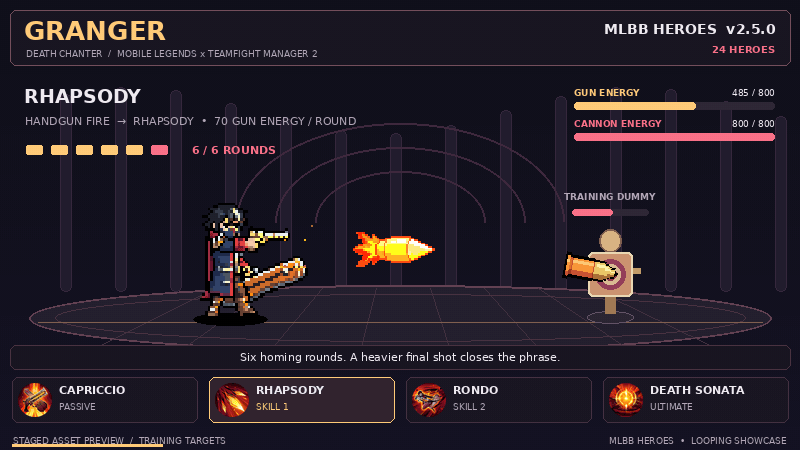 GRANGER
DEATH CHANTER / MOBILE LEGENDS x TEAMFIGHT MANAGER 2
MLBB HEROES v2.5.0
24 HEROES
RHAPSODY
HANDGUN FIRE → RHAPSODY • 70 GUN ENERGY / ROUND
6 / 6 ROUNDS
GUN ENERGY 485 / 800
CANNON ENERGY 800 / 800
TRAINING DUMMY
Six homing rounds. A heavier final shot closes the phrase.
CAPRICCIO
PASSIVE
RHAPSODY
SKILL 1
RONDO
SKILL 2
DEATH SONATA
ULTIMATE
STAGED ASSET PREVIEW / TRAINING TARGETS
MLBB HEROES • LOOPING SHOWCASE